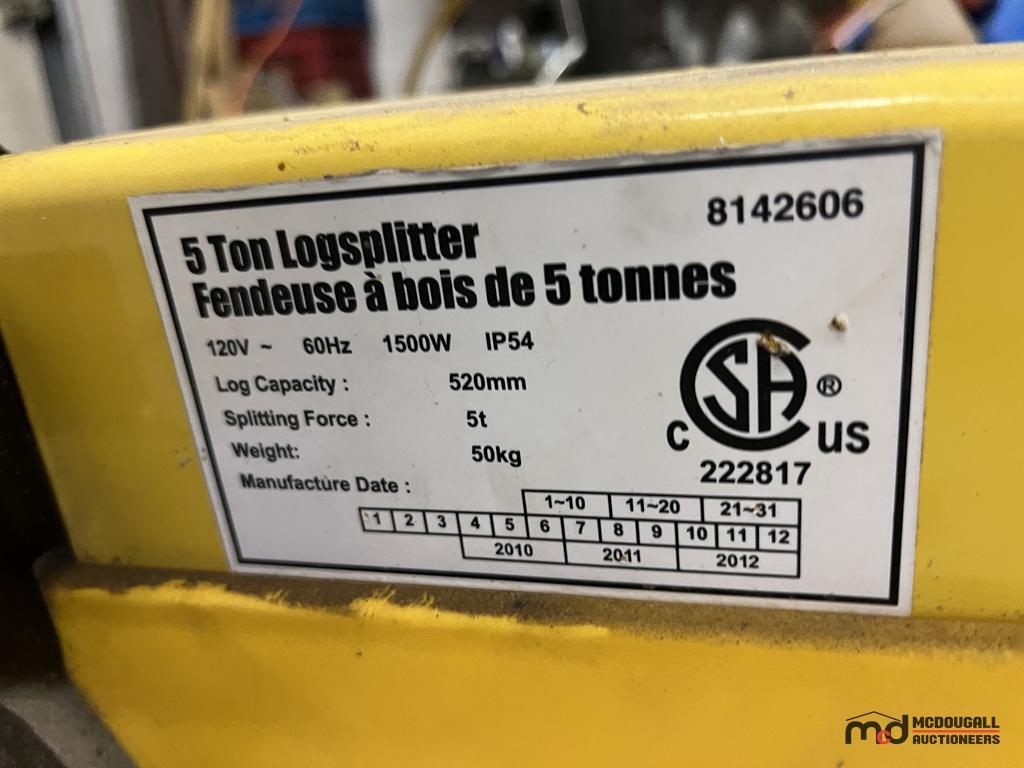 8142606
5 Ton Logsplitter
Fendeuse à bois de 5 tonnes
120V ~ 60Hz 1500W IP54
Log Capacity : 520mm
Splitting Force : 5t
Weight: 50kg
Manufacture Date :
CSA ®
C US
222817
1~10 11~20 21~31
1 2 3 4 5 6 7 8 9 10 11 12
2010 2011 2012
mcd MCDOUGALL
AUCTIONEERS